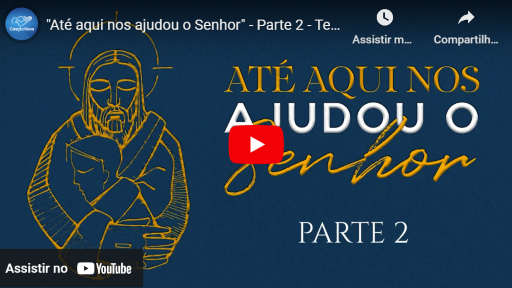 "Até aqui nos ajudou o Senhor" - Parte 2 - Te...
Assistir m...
Compartilh...
CançãoNova
ATÉ AQUI NOS
AJUDOU O
Senhor
PARTE 2
Assistir no YouTube